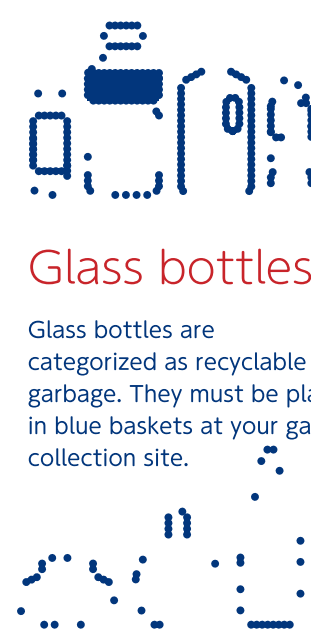 Glass bottles
Glass bottles are
categorized as recyclable
garbage. They must be
in blue baskets at your
collection site.